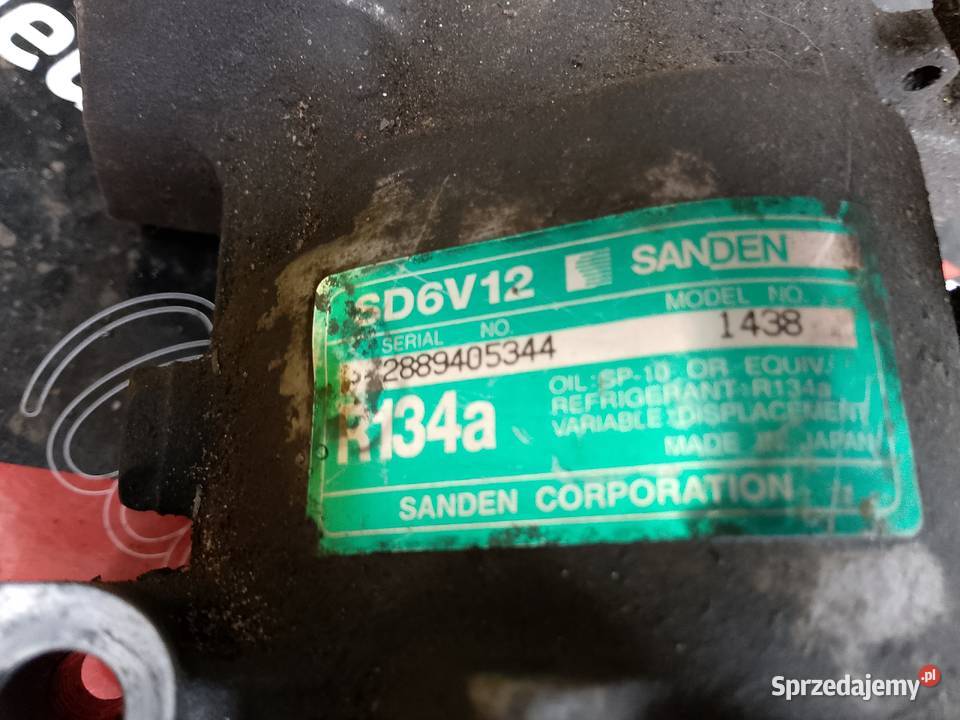 SD6V12 SANDEN
SERIAL NO. MODEL NO.
2889405344 1438
R134a
OIL: SP-10 OR EQUIV.
REFRIGERANT: R134a
VARIABLE DISPLACEMENT
MADE IN JAPAN
SANDEN CORPORATION
Sprzedajemy.pl